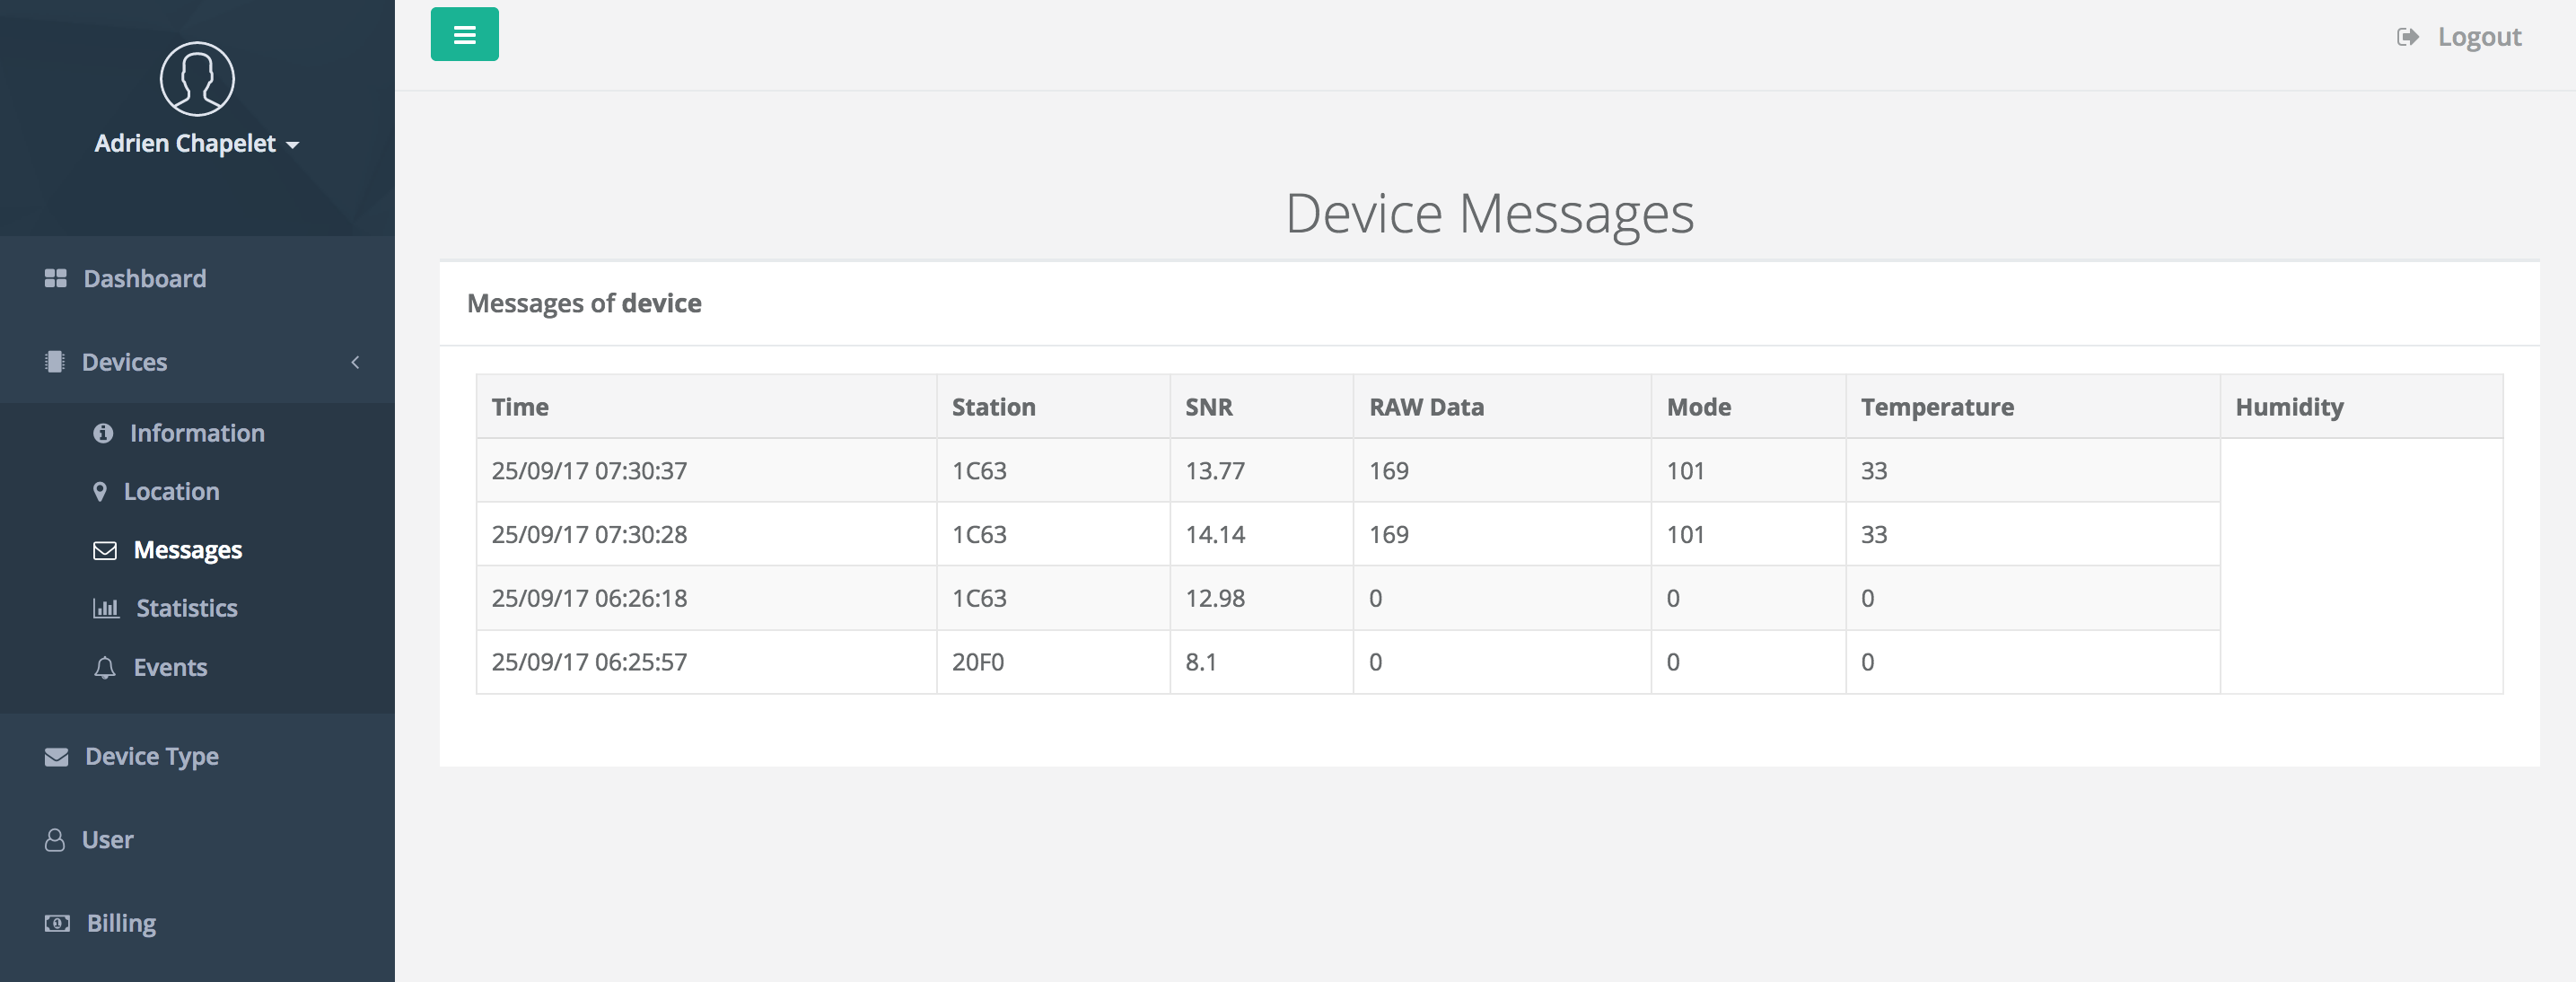 Adrien Chapelet
Dashboard
Devices
Information
Location
Messages
Statistics
Events
Device Type
User
Billing
Logout
Device Messages
Messages of device
Time Station SNR RAW Data Mode Temperature Humidity
25/09/17 07:30:37 1C63 13.77 169 101 33
25/09/17 07:30:28 1C63 14.14 169 101 33
25/09/17 06:26:18 1C63 12.98 0 0 0
25/09/17 06:25:57 20F0 8.1 0 0 0